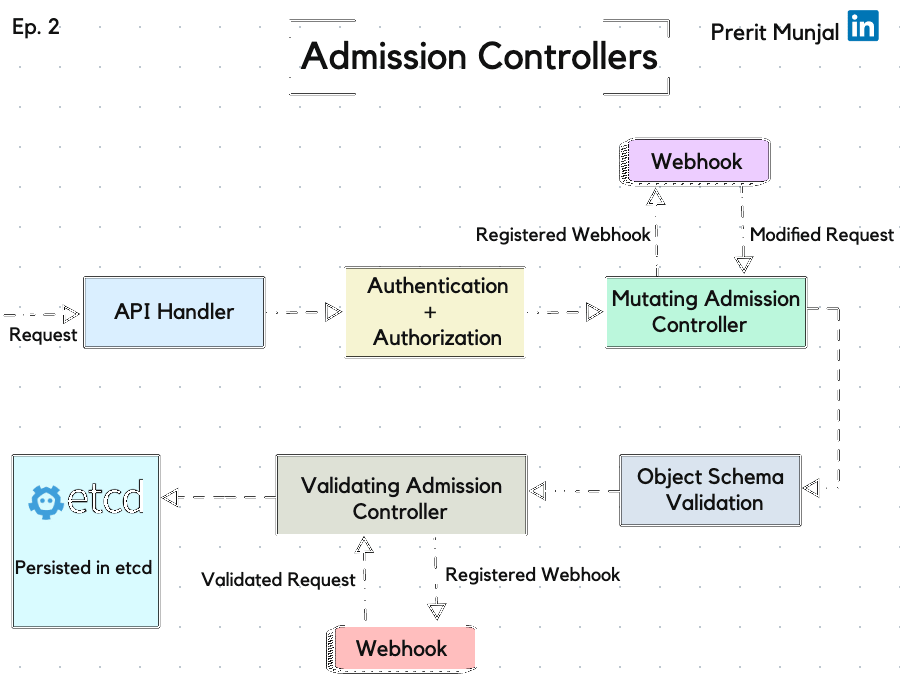 Ep. 2
Admission Controllers
Prerit Munjal in
Webhook
Registered Webhook
Modified Request
Request
API Handler
Authentication
+
Authorization
Mutating Admission
Controller
etcd
Persisted in etcd
Validating Admission
Controller
Object Schema
Validation
Validated Request
Registered Webhook
Webhook